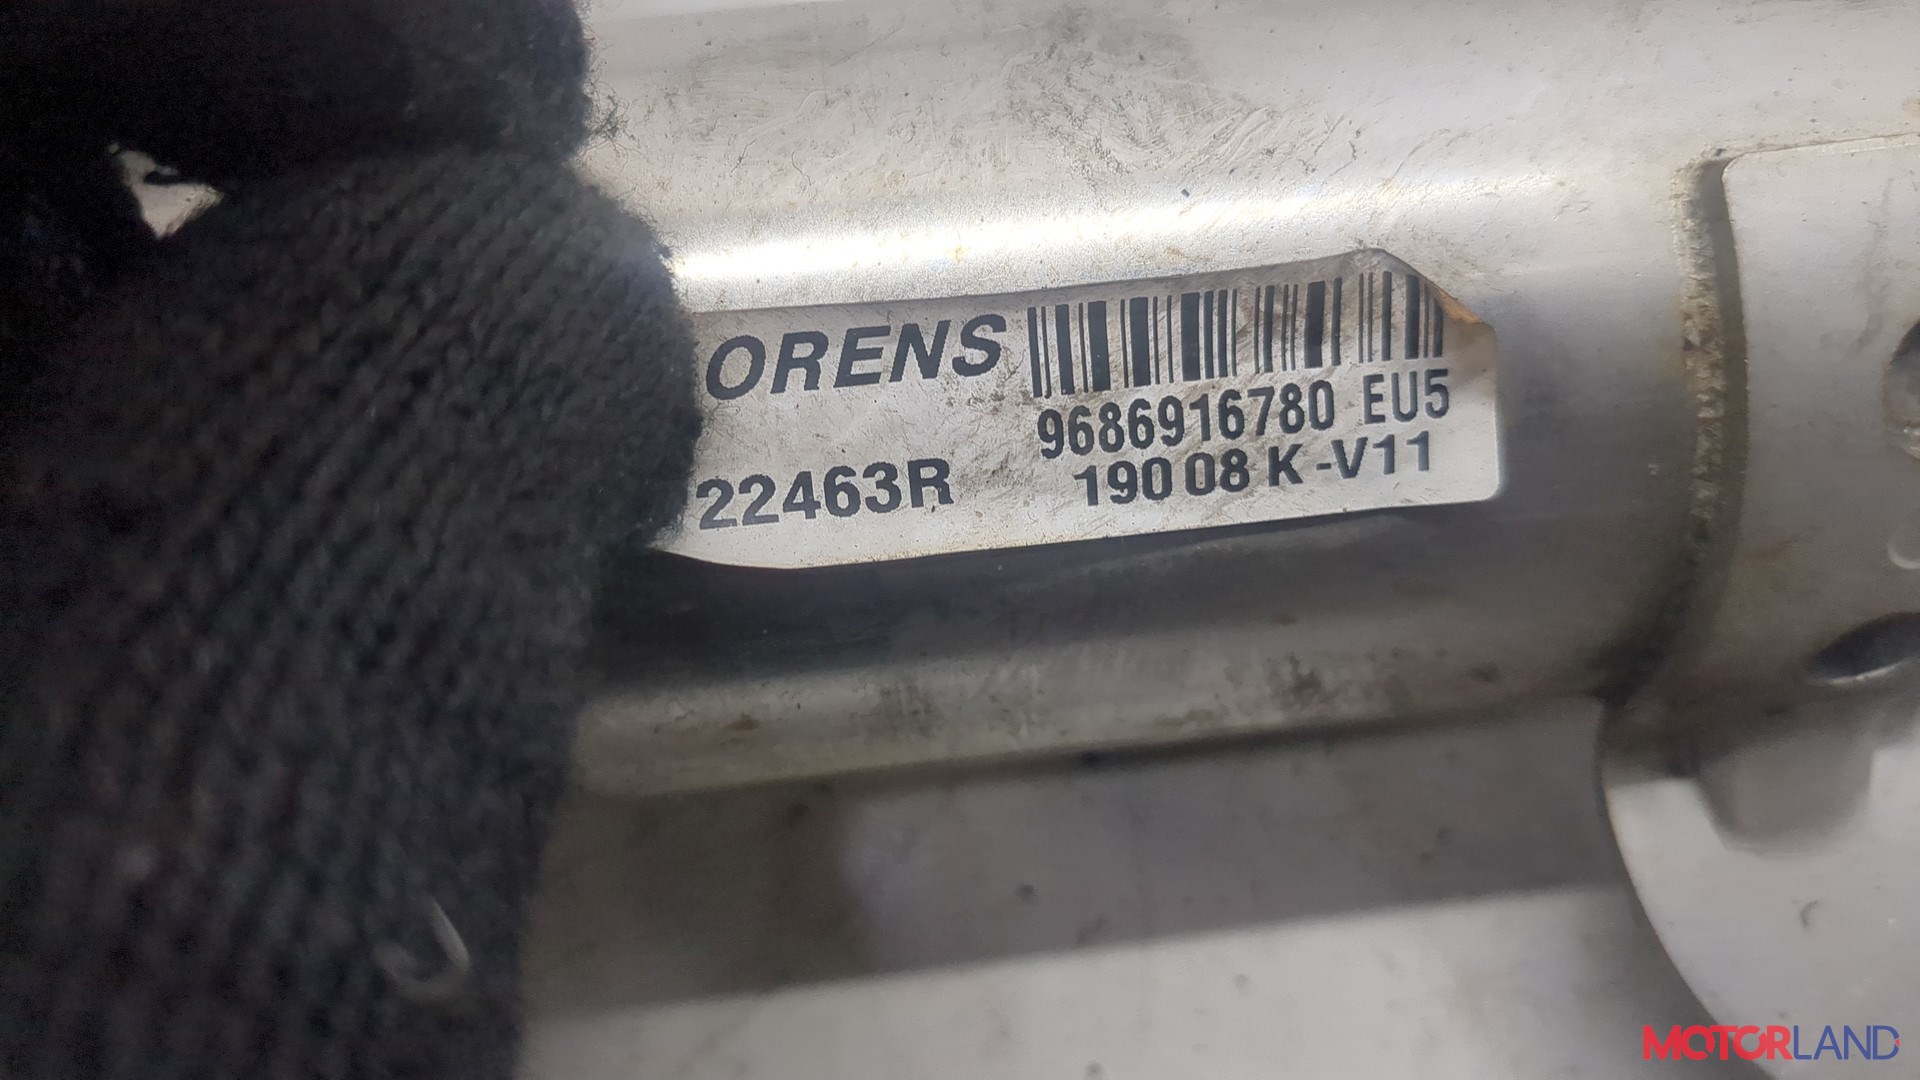 ORENS
9686916780 EU5
22463R
190 08 K -V11
MOTORLAND